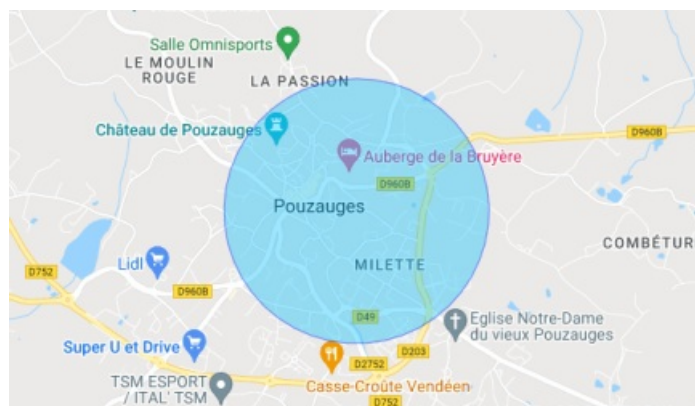 Salle Omnisports
LE MOULIN
ROUGE
LA PASSION
Château de Pouzauges
D960B
Auberge de la Bruyère
D960B
Pouzauges
COMBÉTUR
Lidl
MILETTE
D752
D960B
D49
Eglise Notre-Dame
du vieux Pouzauges
Super U et Drive
D2752
D203
TSM ESPORT
/ ITAL' TSM
Casse-Croûte Vendéen
D752